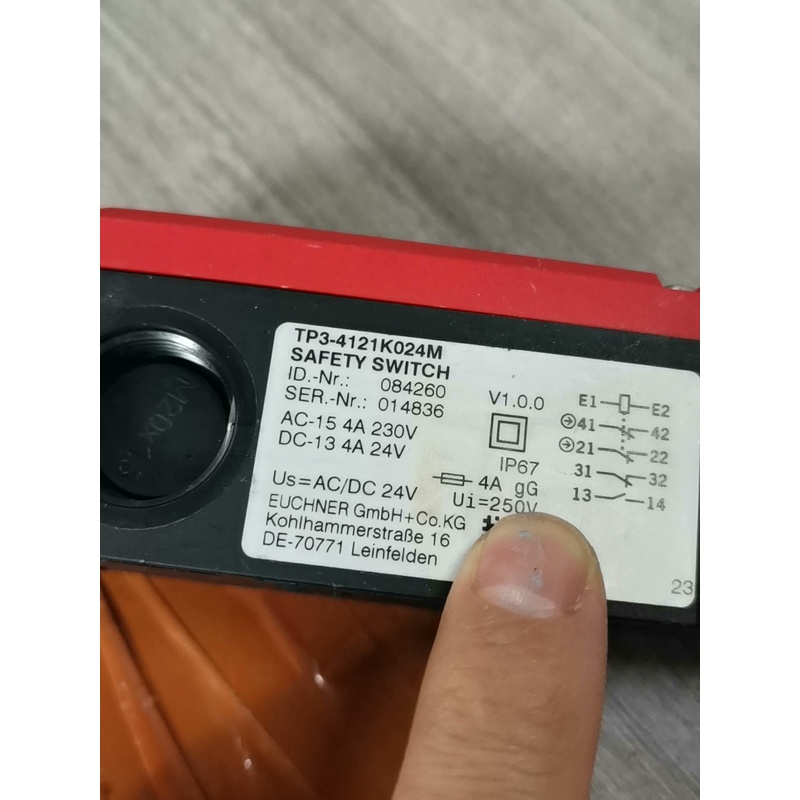 TP3-4121K024M
SAFETY SWITCH
ID.-Nr.: 084260
SER.-Nr.: 014836
AC-15 4A 230V
DC-13 4A 24V
Us=AC/DC 24V
EUCHNER GmbH+Co.KG
Kohlhammerstraße 16
DE-70771 Leinfelden
V1.0.0
IP67
4A gG
Ui=250V
E1 E2
41 42
21 22
31 32
13 14
23
M20x1,5